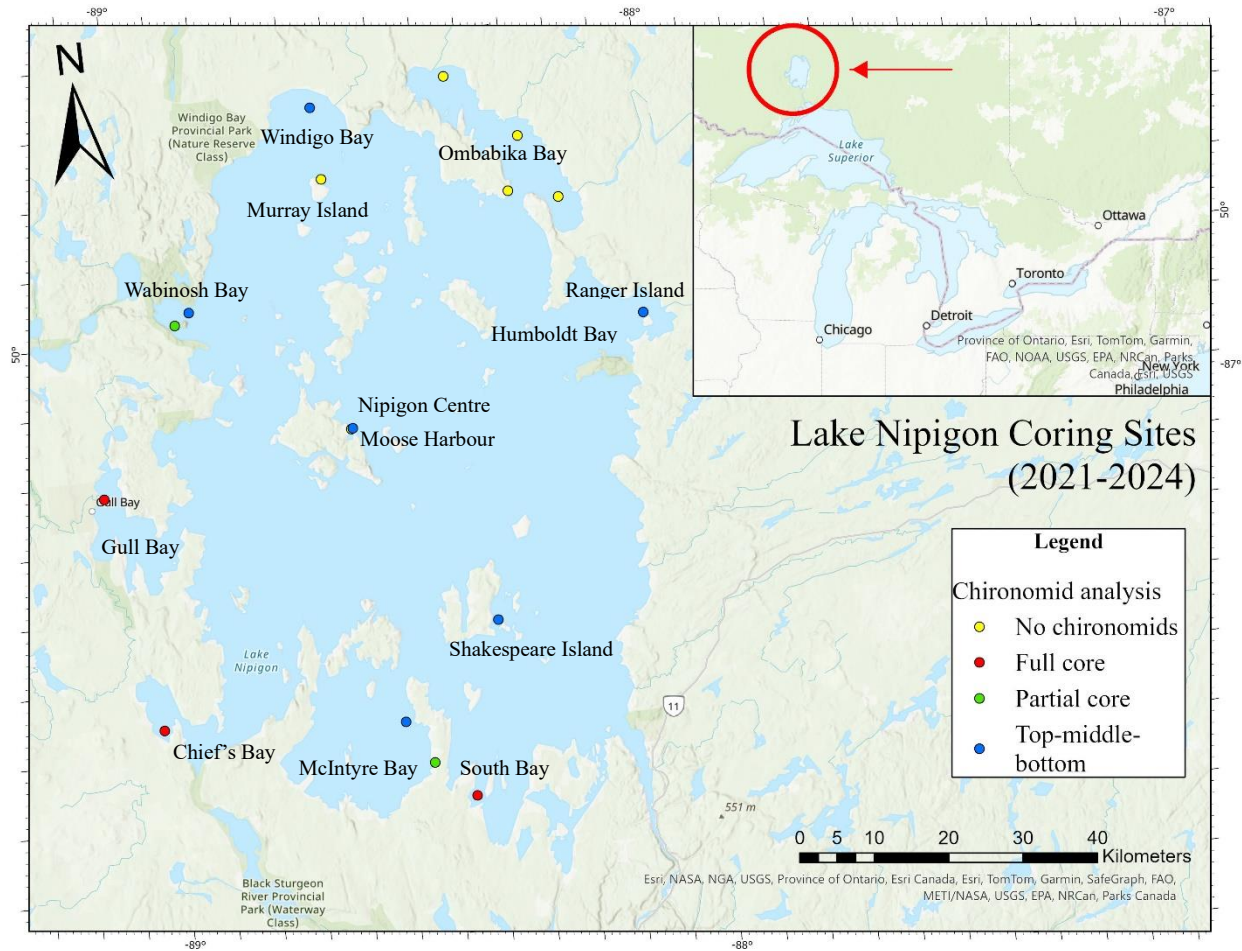 -89°
-88°
-87°
N
Windigo Bay
Provincial Park
(Nature Reserve
Class)
Windigo Bay
Ombabika Bay
Murray Island
Wabinosh Bay
Ranger Island
Humboldt Bay
50°
Nipigon Centre
Moose Harbour
Gull Bay
Gull Bay
Shakespeare Island
Lake
Nipigon
Chief's Bay
McIntyre Bay
South Bay
11
551 m
Black Sturgeon
River Provincial
Park (Waterway
Class)
Lake
Superior
Ottawa
Toronto
Detroit
Chicago
New York
Philadelphia
Province of Ontario, Esri, TomTom, Garmin,
FAO, NOAA, USGS, EPA, NRCan, Parks
Canada, Esri, USGS
50°
-87°
Lake Nipigon Coring Sites
(2021-2024)
Legend
Chironomid analysis
No chironomids
Full core
Partial core
Top-middle-
bottom
0 5 10 20 30 40
Kilometers
Esri, NASA, NGA, USGS, Province of Ontario, Esri Canada, Esri, TomTom, Garmin, SafeGraph, FAO,
METI/NASA, USGS, EPA, NRCan, Parks Canada
-89°
-88°